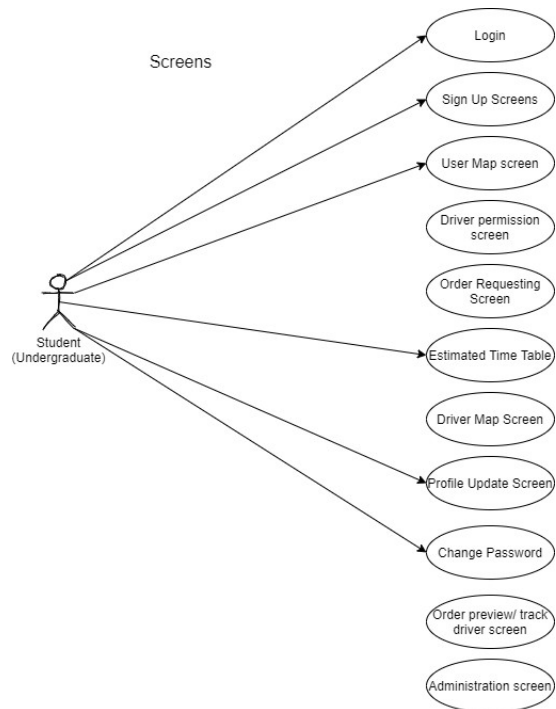 Screens
Login
Sign Up Screens
User Map screen
Driver permission
screen
Order Requesting
Screen
Student
(Undergraduate)
Estimated Time Table
Driver Map Screen
Profile Update Screen
Change Password
Order preview/ track
driver screen
Administration screen